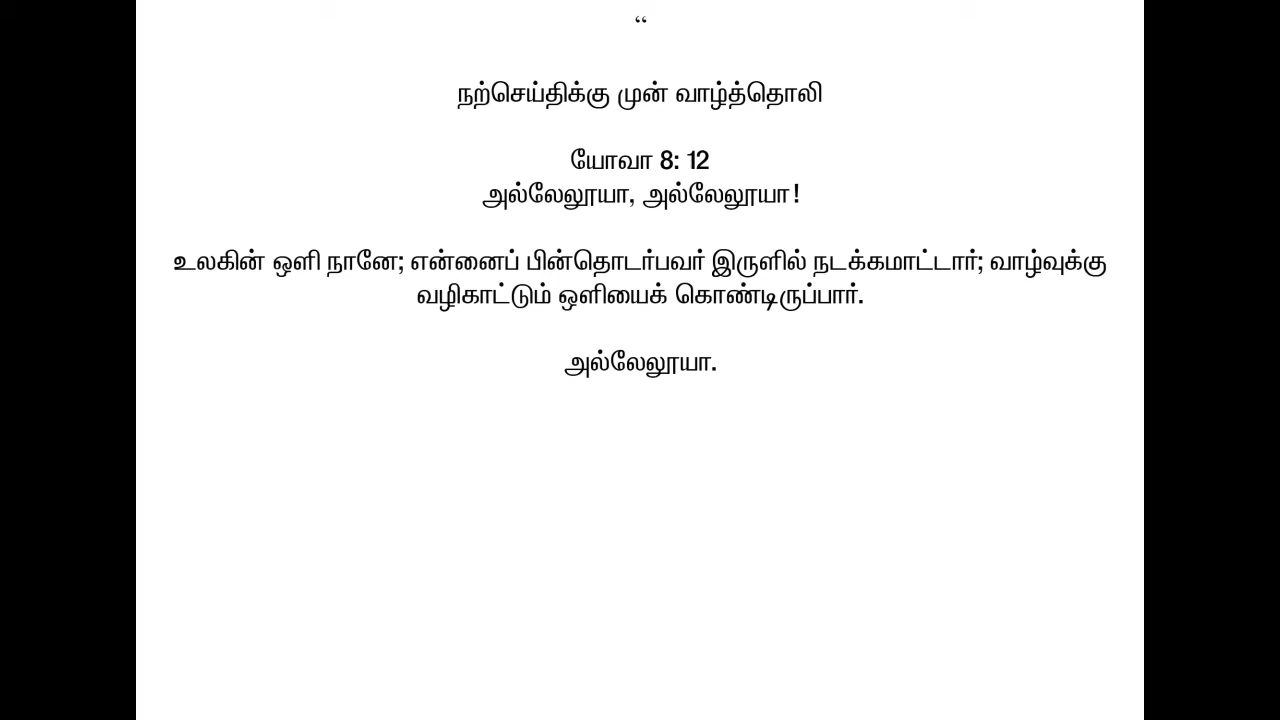 “
நற்செய்திக்கு முன் வாழ்த்தொலி
யோவா 8: 12
அல்லேலூயா, அல்லேலூயா!
உலகின் ஒளி நானே; என்னைப் பின்தொடர்பவர் இருளில் நடக்கமாட்டார்; வாழ்வுக்கு
வழிகாட்டும் ஒளியைக் கொண்டிருப்பார்.
அல்லேலூயா.